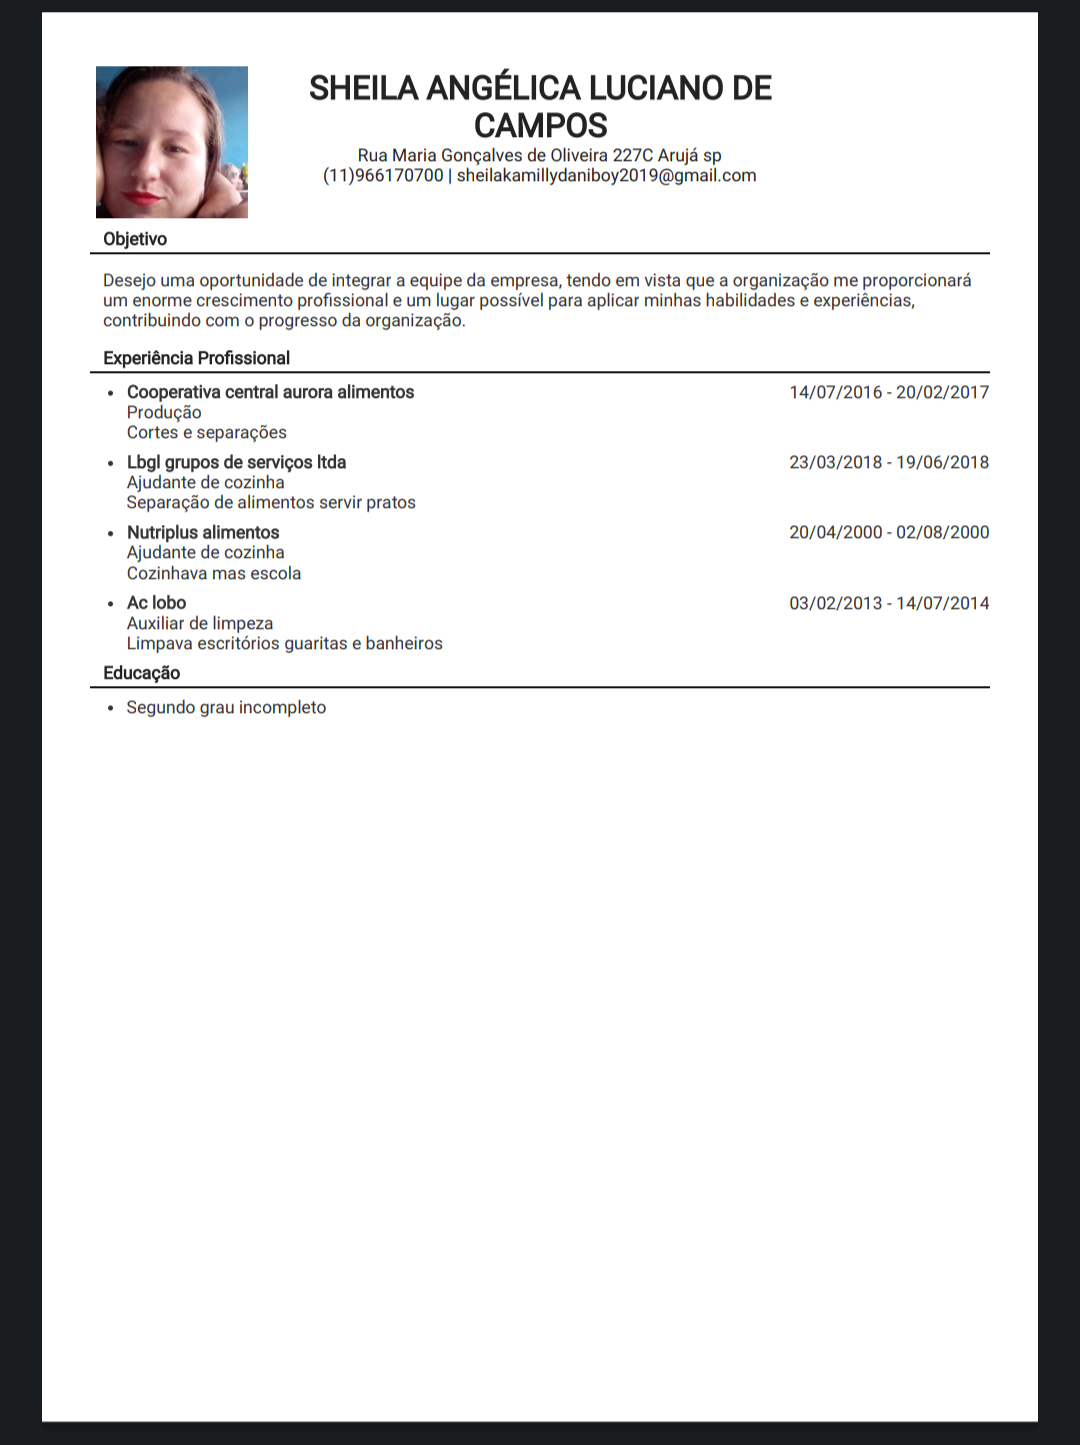 SHEILA ANGÉLICA LUCIANO DE
CAMPOS
Rua Maria Gonçalves de Oliveira 227C Arujá sp
(11)966170700 | sheilakamillydaniboy2019@gmail.com
Objetivo
Desejo uma oportunidade de integrar a equipe da empresa, tendo em vista que a organização me proporcionará
um enorme crescimento profissional e um lugar possível para aplicar minhas habilidades e experiências,
contribuindo com o progresso da organização.
Experiência Profissional
• Cooperativa central aurora alimentos 14/07/2016 - 20/02/2017
Produção
Cortes e separações
• Lbgl grupos de serviços ltda 23/03/2018 - 19/06/2018
Ajudante de cozinha
Separação de alimentos servir pratos
• Nutriplus alimentos 20/04/2000 - 02/08/2000
Ajudante de cozinha
Cozinhava mas escola
• Ac lobo 03/02/2013 - 14/07/2014
Auxiliar de limpeza
Limpava escritórios guaritas e banheiros
Educação
• Segundo grau incompleto